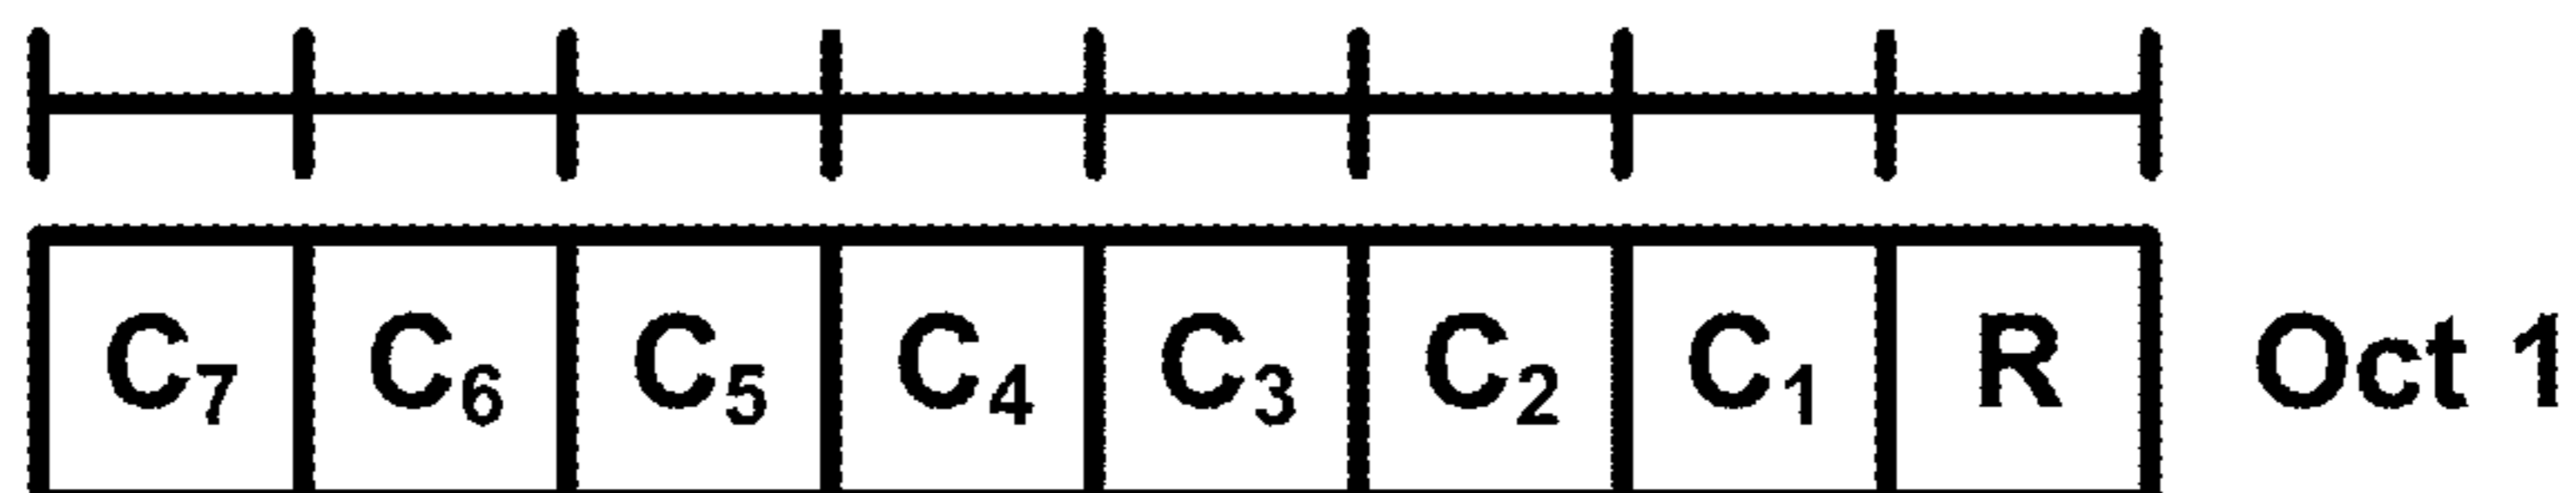 C₇ C₆ C₅ C₄ C₃ C₂ C₁ R Oct 1